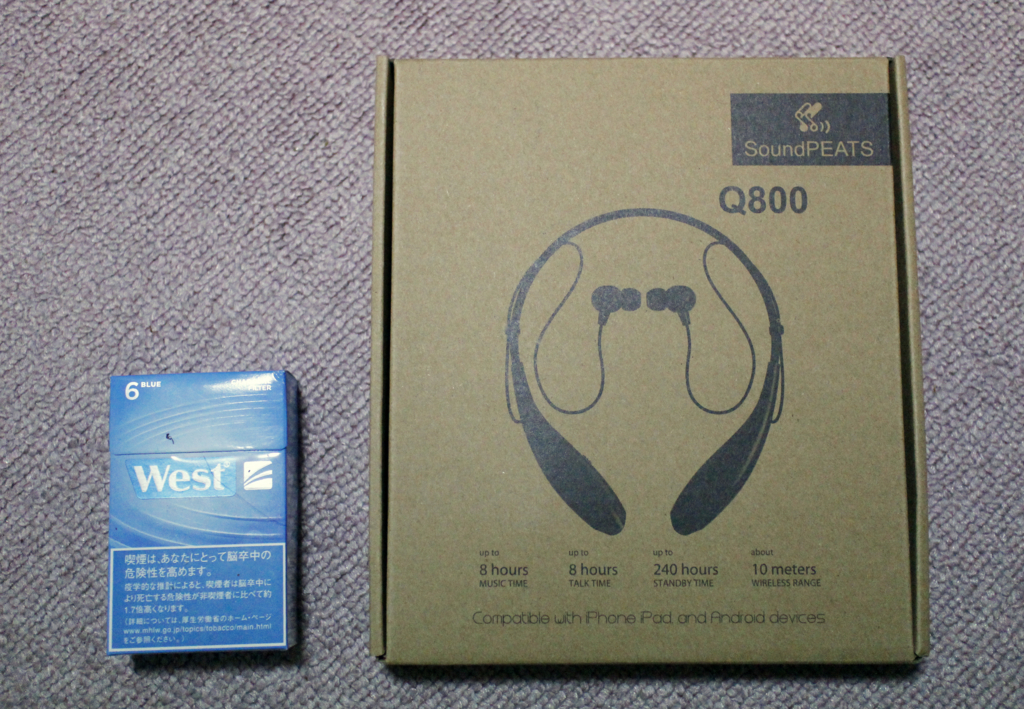 6 BLUE
FILTER
West
喫煙は、あなたにとって脳卒中の
危険性を高めます。
疫学的な推計によると、喫煙者は脳卒中に
より死亡する危険性が非喫煙者に比べて約
1.7倍高くなります。
(詳細については、厚生労働省のホーム・ページ
www.mhlw.go.jp/topics/tobacco/main.html
をご参照ください。)
SoundPEATS
Q800
up to
8 hours
MUSIC TIME
up to
8 hours
TALK TIME
up to
240 hours
STANDBY TIME
about
10 meters
WIRELESS RANGE
Compatible with iPhone iPad, and Android devices